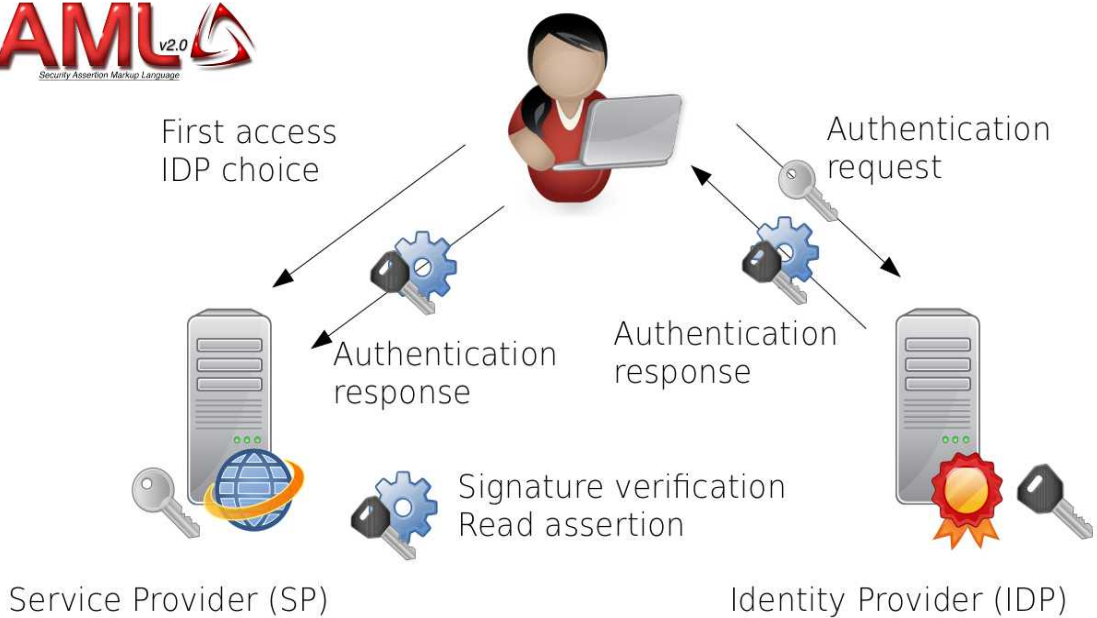 AML v2.0
Security Assertion Markup Language
First access
IDP choice
Authentication
request
Authentication
response
Authentication
response
Signature verification
Read assertion
Service Provider (SP)
Identity Provider (IDP)